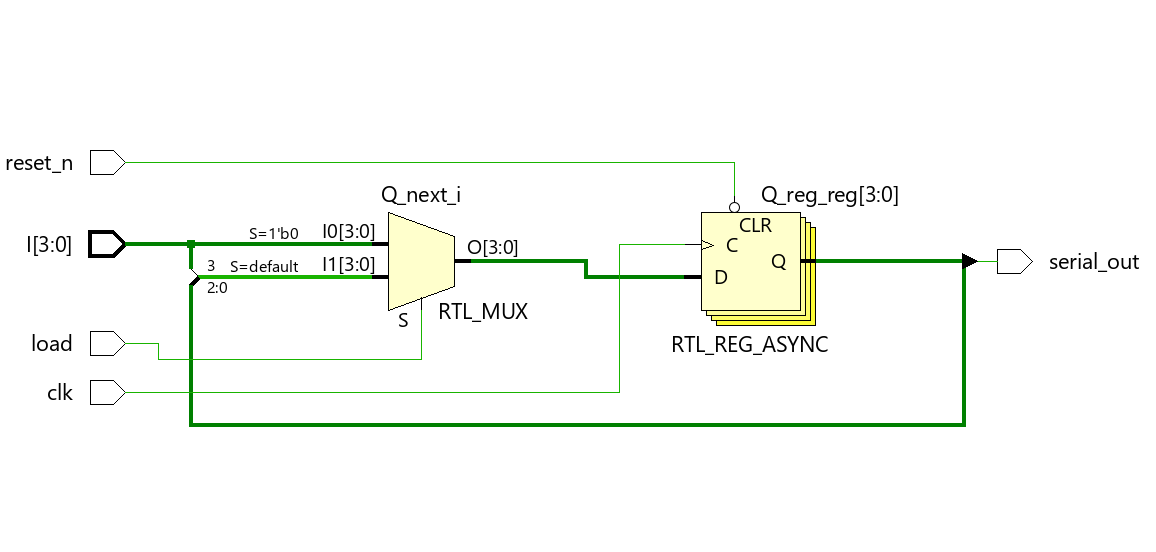 reset_n
Q_next_i
Q_reg_reg[3:0]
CLR
I[3:0]
S=1'b0
I0[3:0]
O[3:0]
C
3
S=default
I1[3:0]
D
Q
serial_out
2:0
S
RTL_MUX
load
RTL_REG_ASYNC
clk